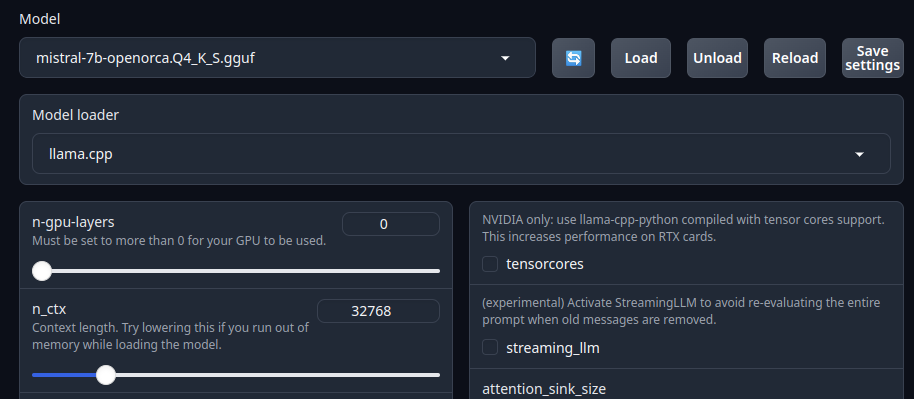 Model
mistral-7b-openorca.Q4_K_S.gguf
Load
Unload
Reload
Save
settings
Model loader
llama.cpp
n-gpu-layers
0
Must be set to more than 0 for your GPU to be used.
n_ctx
32768
Context length. Try lowering this if you run out of
memory while loading the model.
NVIDIA only: use llama-cpp-python compiled with tensor cores support.
This increases performance on RTX cards.
tensorcores
(experimental) Activate StreamingLLM to avoid re-evaluating the entire
prompt when old messages are removed.
streaming_llm
attention_sink_size